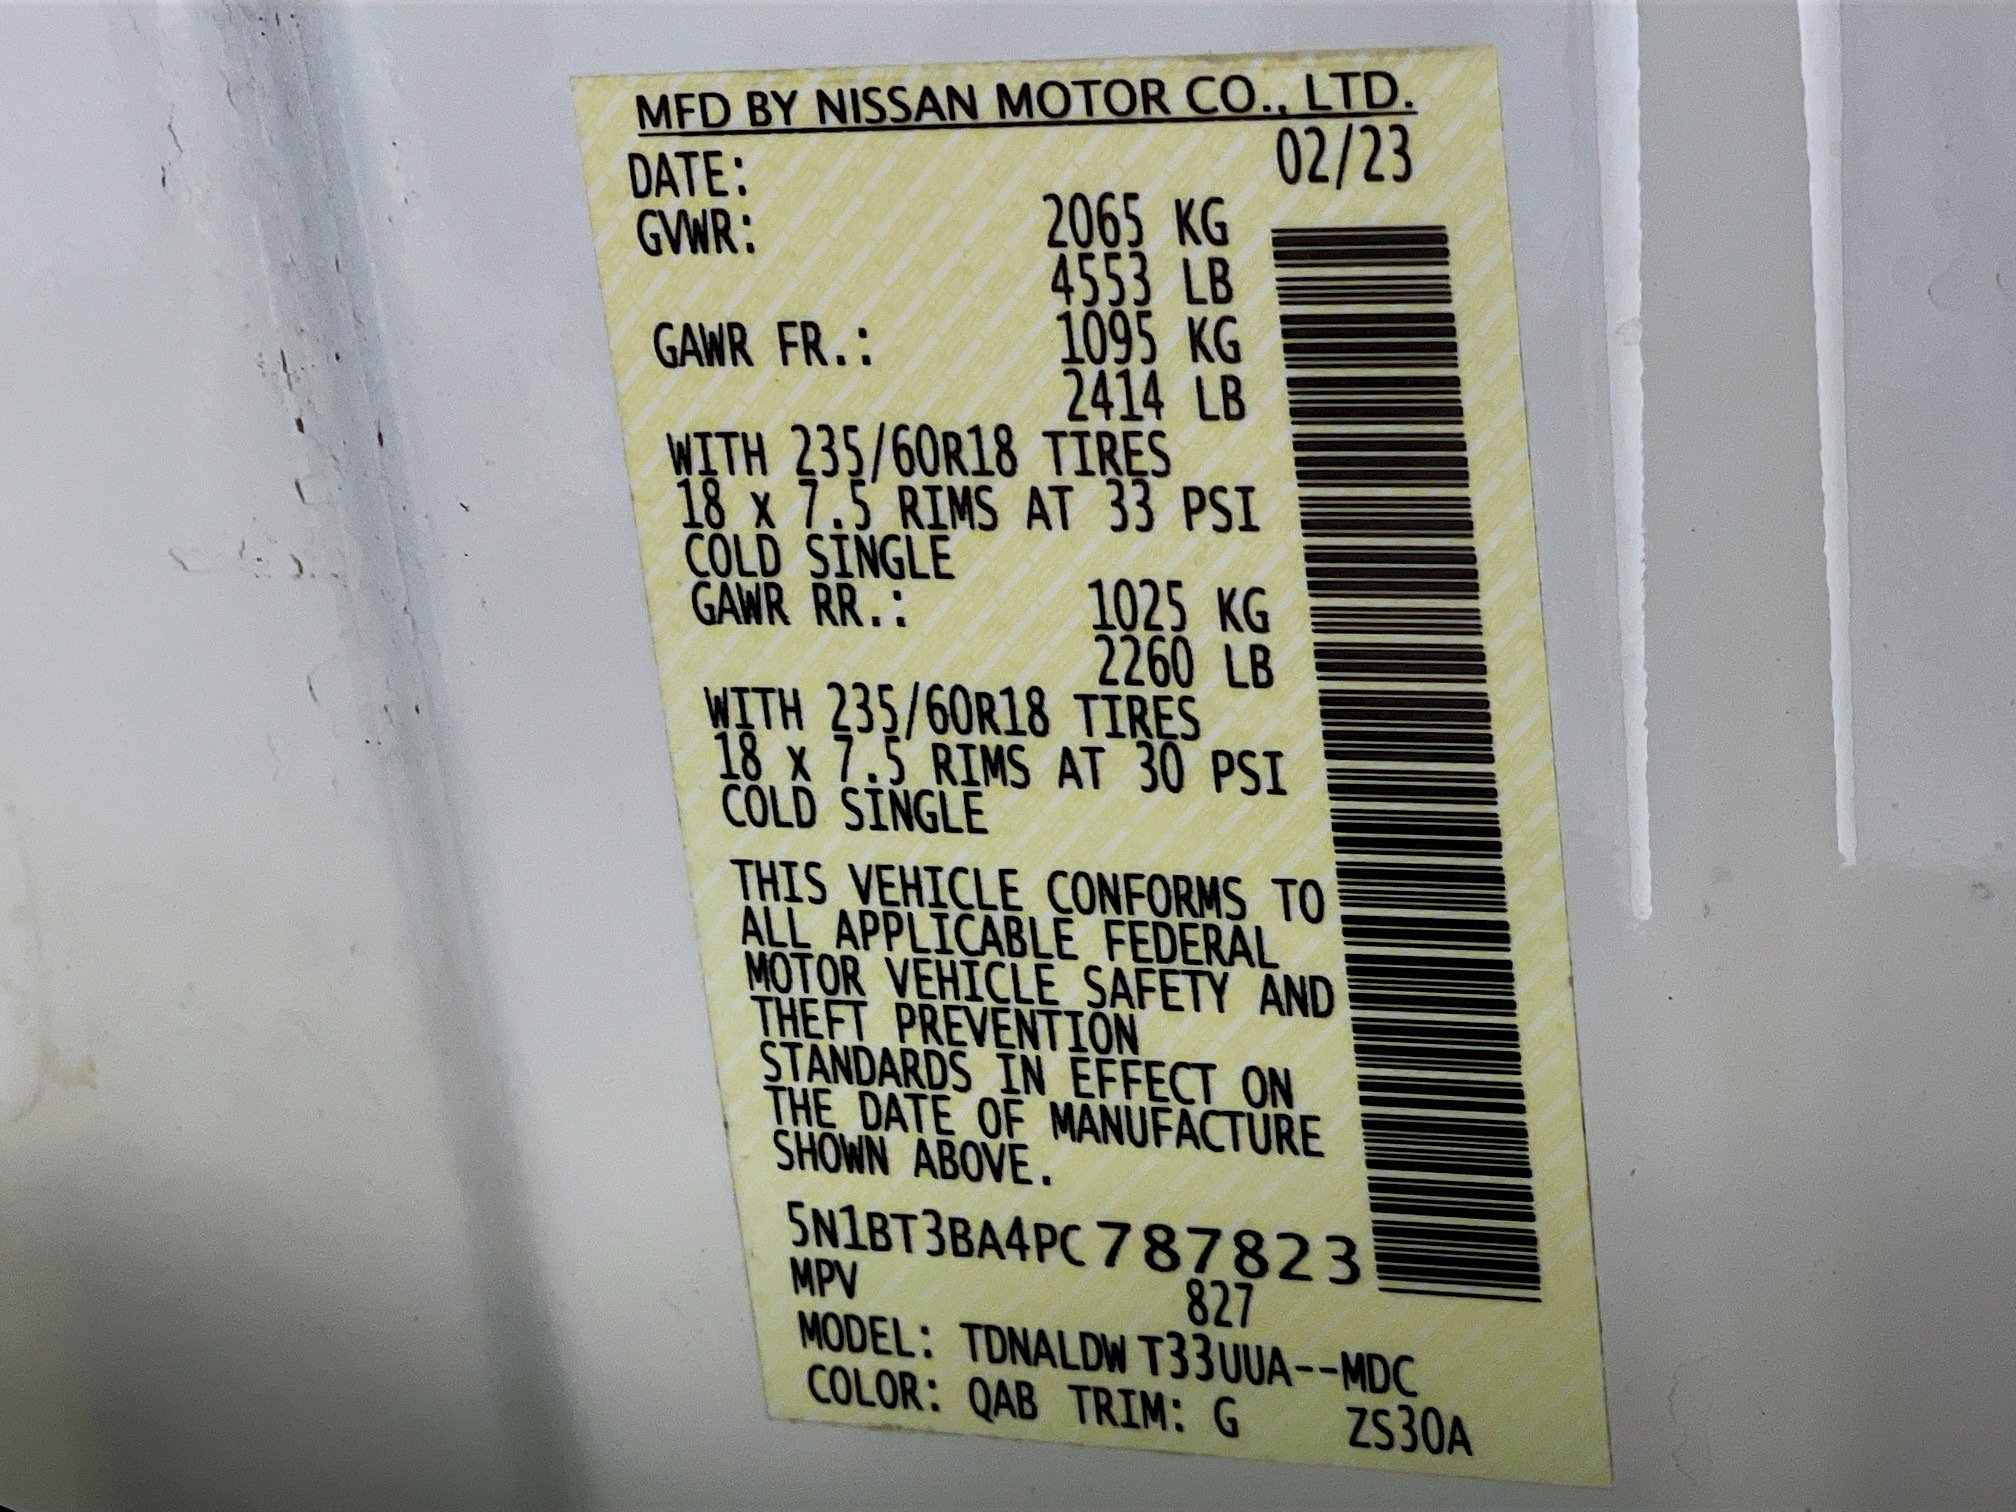 MFD BY NISSAN MOTOR CO., LTD.
DATE: 02/23
GVWR: 2065 KG
4553 LB
GAWR FR.: 1095 KG
2414 LB
WITH 235/60R18 TIRES
18 x 7.5 RIMS AT 33 PSI
COLD SINGLE
GAWR RR.: 1025 KG
2260 LB
WITH 235/60R18 TIRES
18 x 7.5 RIMS AT 30 PSI
COLD SINGLE
THIS VEHICLE CONFORMS TO
ALL APPLICABLE FEDERAL
MOTOR VEHICLE SAFETY AND
THEFT PREVENTION
STANDARDS IN EFFECT ON
THE DATE OF MANUFACTURE
SHOWN ABOVE.
5N1BT3BA4PC787823
MPV 827
MODEL: TDNALDW T33UUA--MDC
COLOR: QAB TRIM: G ZS30A